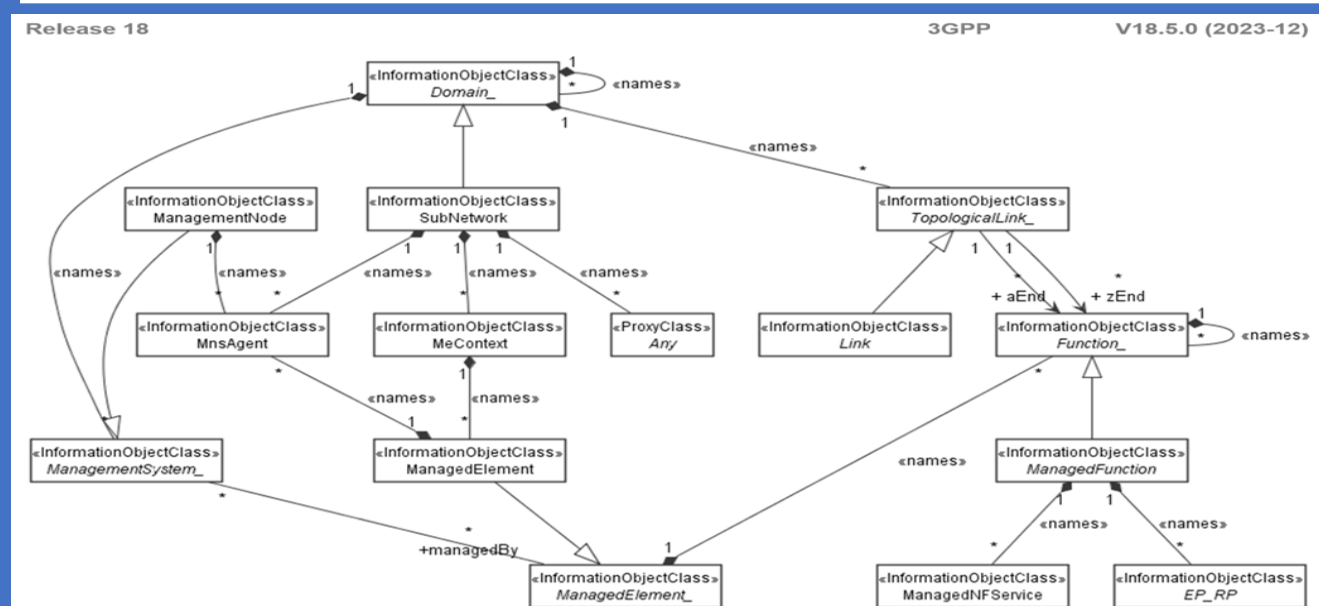 Release 18 3GPP V18.5.0 (2023-12)
«InformationObjectClass»
Domain_
1
*
«names»
1
1
«names»
*
«InformationObjectClass»
ManagementNode
«InformationObjectClass»
SubNetwork
«InformationObjectClass»
TopologicalLink_
1
1
1
1
1
1
«names»
«names»
«names»
«names»
«names»
*
*
*
*
*
*
+ aEnd
+ zEnd
«InformationObjectClass»
MnsAgent
«InformationObjectClass»
MeContext
«ProxyClass»
Any
«InformationObjectClass»
Link
«InformationObjectClass»
Function_
1
*
«names»
*
1
*
«names»
«names»
1
*
*
«InformationObjectClass»
ManagementSystem_
«InformationObjectClass»
ManagedElement
«names»
«InformationObjectClass»
ManagedFunction
*
1
1
«names»
«names»
*
+managedBy
1
*
*
«InformationObjectClass»
ManagedElement_
«InformationObjectClass»
ManagedNFService
«InformationObjectClass»
EP_RP